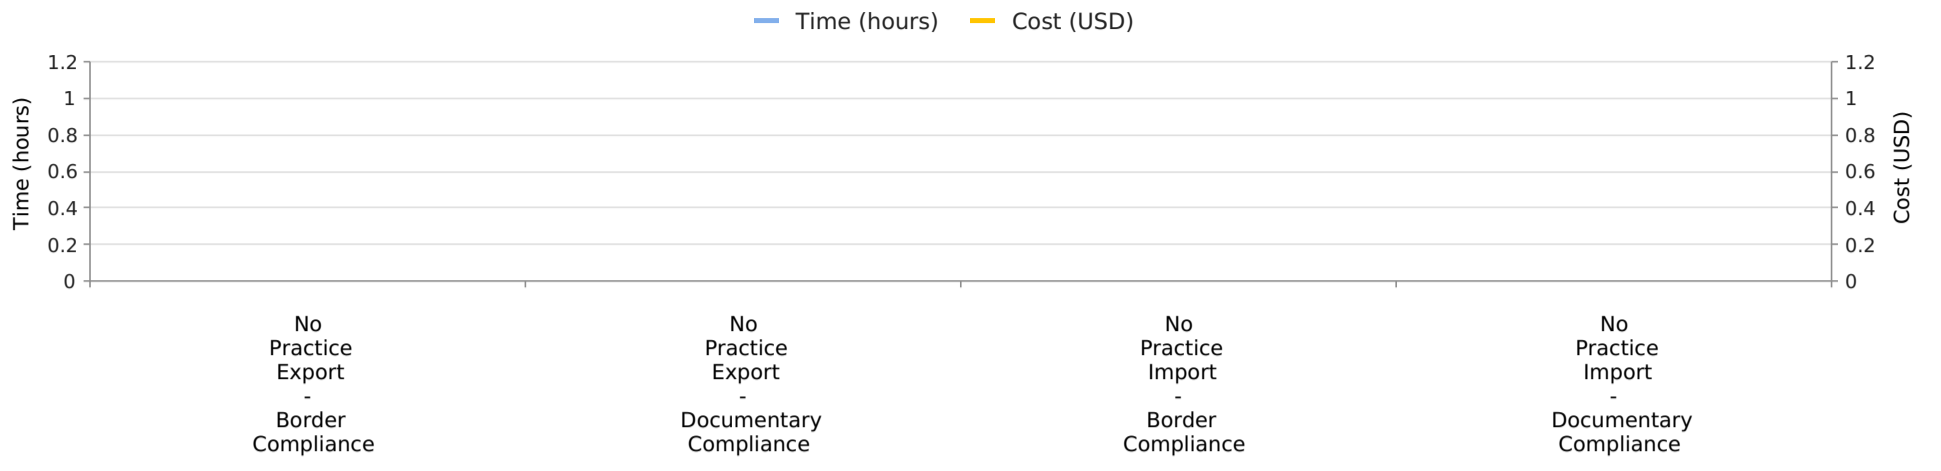 Time (hours) Cost (USD)
1.2 1.2
1 1
0.8 0.8
0.6 0.6
0.4 0.4
0.2 0.2
0 0
Time (hours)
Cost (USD)
No
Practice
Export
-
Border
Compliance
No
Practice
Export
-
Documentary
Compliance
No
Practice
Import
-
Border
Compliance
No
Practice
Import
-
Documentary
Compliance